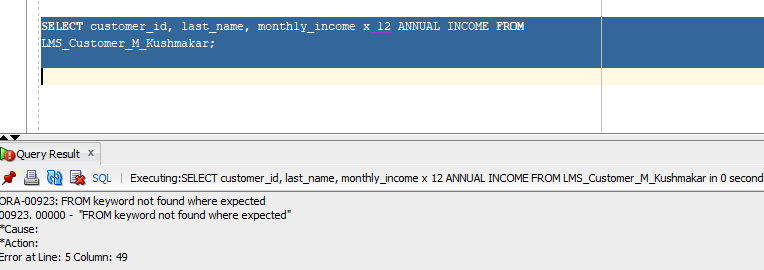 SELECT customer_id, last_name, monthly_income x 12 ANNUAL INCOME FROM
LMS_Customer_M_Kushmakar;
Query Result x
SQL | Executing:SELECT customer_id, last_name, monthly_income x 12 ANNUAL INCOME FROM LMS_Customer_M_Kushmakar in 0 second
ORA-00923: FROM keyword not found where expected
00923. 00000 - "FROM keyword not found where expected"
*Cause:
*Action:
Error at Line: 5 Column: 49